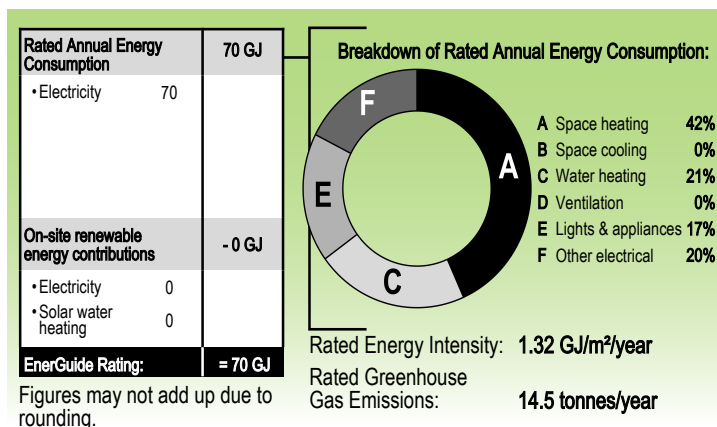 Rated Annual Energy Consumption 70 GJ
• Electricity 70
On-site renewable energy contributions - 0 GJ
• Electricity 0
• Solar water heating 0
EnerGuide Rating: = 70 GJ
Figures may not add up due to
rounding.
Breakdown of Rated Annual Energy Consumption:
F
A
E
C
A Space heating 42%
B Space cooling 0%
C Water heating 21%
D Ventilation 0%
E Lights & appliances 17%
F Other electrical 20%
Rated Energy Intensity: 1.32 GJ/m²/year
Rated Greenhouse
Gas Emissions: 14.5 tonnes/year